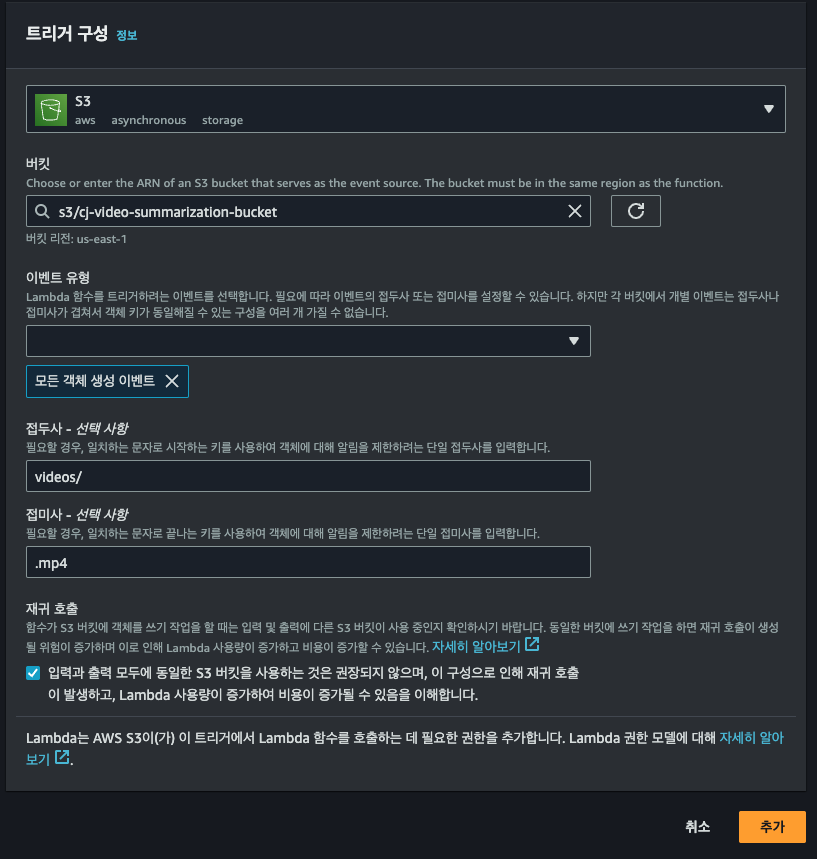 트리거 구성 정보
S3
aws asynchronous storage
버킷
Choose or enter the ARN of an S3 bucket that serves as the event source. The bucket must be in the same region as the function.
s3/cj-video-summarization-bucket
버킷 리전: us-east-1
이벤트 유형
Lambda 함수를 트리거하려는 이벤트를 선택합니다. 필요에 따라 이벤트의 접두사 또는 접미사를 설정할 수 있습니다. 하지만 각 버킷에서 개별 이벤트는 접두사나
접미사가 겹쳐서 객체 키가 동일해질 수 있는 구성을 여러 개 가질 수 없습니다.
모든 객체 생성 이벤트
접두사 - 선택 사항
필요할 경우, 일치하는 문자로 시작하는 키를 사용하여 객체에 대해 알림을 제한하려는 단일 접두사를 입력합니다.
videos/
접미사 - 선택 사항
필요할 경우, 일치하는 문자로 끝나는 키를 사용하여 객체에 대해 알림을 제한하려는 단일 접미사를 입력합니다.
.mp4
재귀 호출
함수가 S3 버킷에 객체를 쓰기 작업을 할 때는 입력 및 출력에 다른 S3 버킷이 사용 중인지 확인하시기 바랍니다. 동일한 버킷에 쓰기 작업을 하면 재귀 호출이 생성
될 위험이 증가하며 이로 인해 Lambda 사용량이 증가하고 비용이 증가할 수 있습니다. 자세히 알아보기
입력과 출력 모두에 동일한 S3 버킷을 사용하는 것은 권장되지 않으며, 이 구성으로 인해 재귀 호출
이 발생하고, Lambda 사용량이 증가하여 비용이 증가될 수 있음을 이해합니다.
Lambda는 AWS S3이(가) 이 트리거에서 Lambda 함수를 호출하는 데 필요한 권한을 추가합니다. Lambda 권한 모델에 대해 자세히 알아
보기.
취소 추가